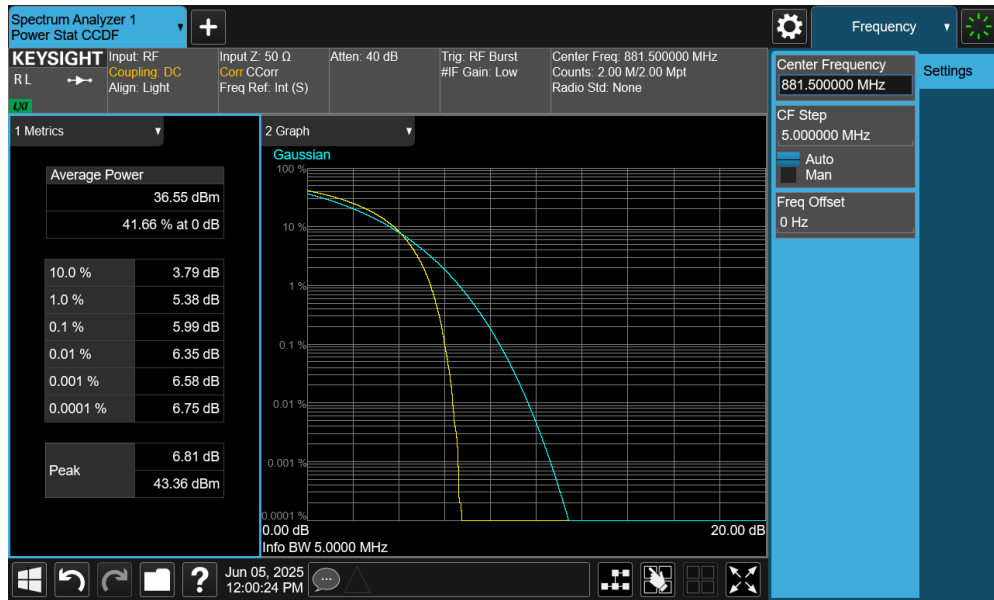 Spectrum Analyzer 1
Power Stat CCDF
Frequency
KEYSIGHT
R L
LXI
Input: RF
Coupling: DC
Align: Light
Input Z: 50 Ω
Corr CCorr
Freq Ref: Int (S)
Atten: 40 dB
Trig: RF Burst
#IF Gain: Low
Center Freq: 881.500000 MHz
Counts: 2.00 M/2.00 Mpt
Radio Std: None
Center Frequency
881.500000 MHz
Settings
CF Step
5.000000 MHz
Auto
Man
Freq Offset
0 Hz
1 Metrics
Average Power
36.55 dBm
41.66 % at 0 dB
10.0 % 3.79 dB
1.0 % 5.38 dB
0.1 % 5.99 dB
0.01 % 6.35 dB
0.001 % 6.58 dB
0.0001 % 6.75 dB
Peak
6.81 dB
43.36 dBm
2 Graph
Gaussian
100 %
10 %
1 %
0.1 %
0.01 %
0.001 %
0.0001 %
0.00 dB 20.00 dB
Info BW 5.0000 MHz
Jun 05, 2025
12:00:24 PM